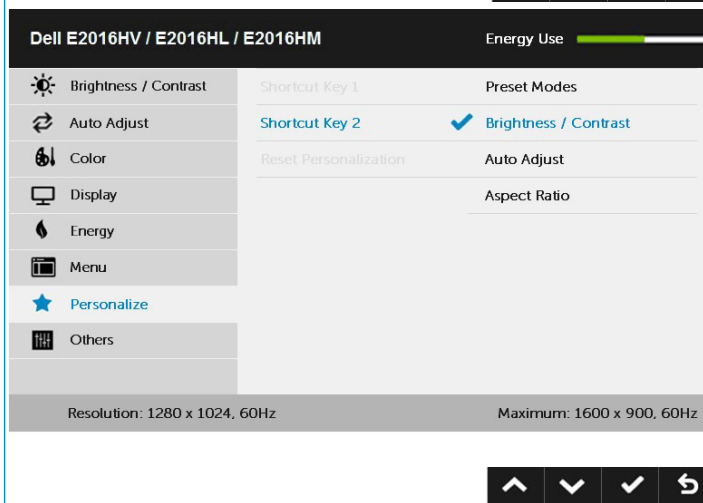 Dell E2016HV / E2016HL / E2016HM Energy Use
Brightness / Contrast Shortcut Key 1 Preset Modes
Auto Adjust Shortcut Key 2 Brightness / Contrast
Color Reset Personalization Auto Adjust
Display Aspect Ratio
Energy
Menu
Personalize
Others
Resolution: 1280 x 1024, 60Hz Maximum: 1600 x 900, 60Hz